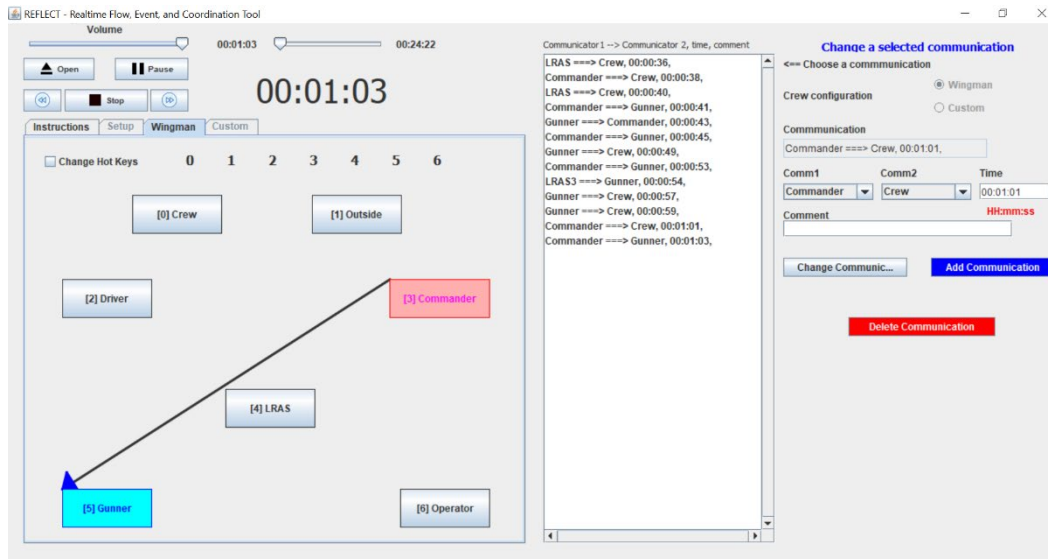 REFLECT - Realtime Flow, Event, and Coordination Tool
Volume
00:01:03
00:24:22
Open
Pause
Stop
00:01:03
Instructions
Setup
Wingman
Custom
Change Hot Keys 0 1 2 3 4 5 6
[0] Crew
[1] Outside
[2] Driver
[3] Commander
[4] LRAS
[5] Gunner
[6] Operator
Communicator1 --> Communicator 2, time, comment
LRAS ===> Crew, 00:00:36,
Commander ===> Crew, 00:00:38,
LRAS ===> Crew, 00:00:40,
Commander ===> Gunner, 00:00:41,
Gunner ===> Commander, 00:00:43,
Commander ===> Gunner, 00:00:45,
Gunner ===> Crew, 00:00:49,
Commander ===> Gunner, 00:00:53,
LRAS3 ===> Gunner, 00:00:54,
Gunner ===> Crew, 00:00:57,
Gunner ===> Crew, 00:00:59,
Commander ===> Crew, 00:01:01,
Commander ===> Gunner, 00:01:03,
Change a selected communication
<== Choose a commmunication
Crew configuration
Wingman
Custom
Commmunication
Commander ===> Crew, 00:01:01,
Comm1 Comm2 Time
Commander Crew 00:01:01
Comment HH:mm:ss
Change Communic... Add Communication
Delete Communication